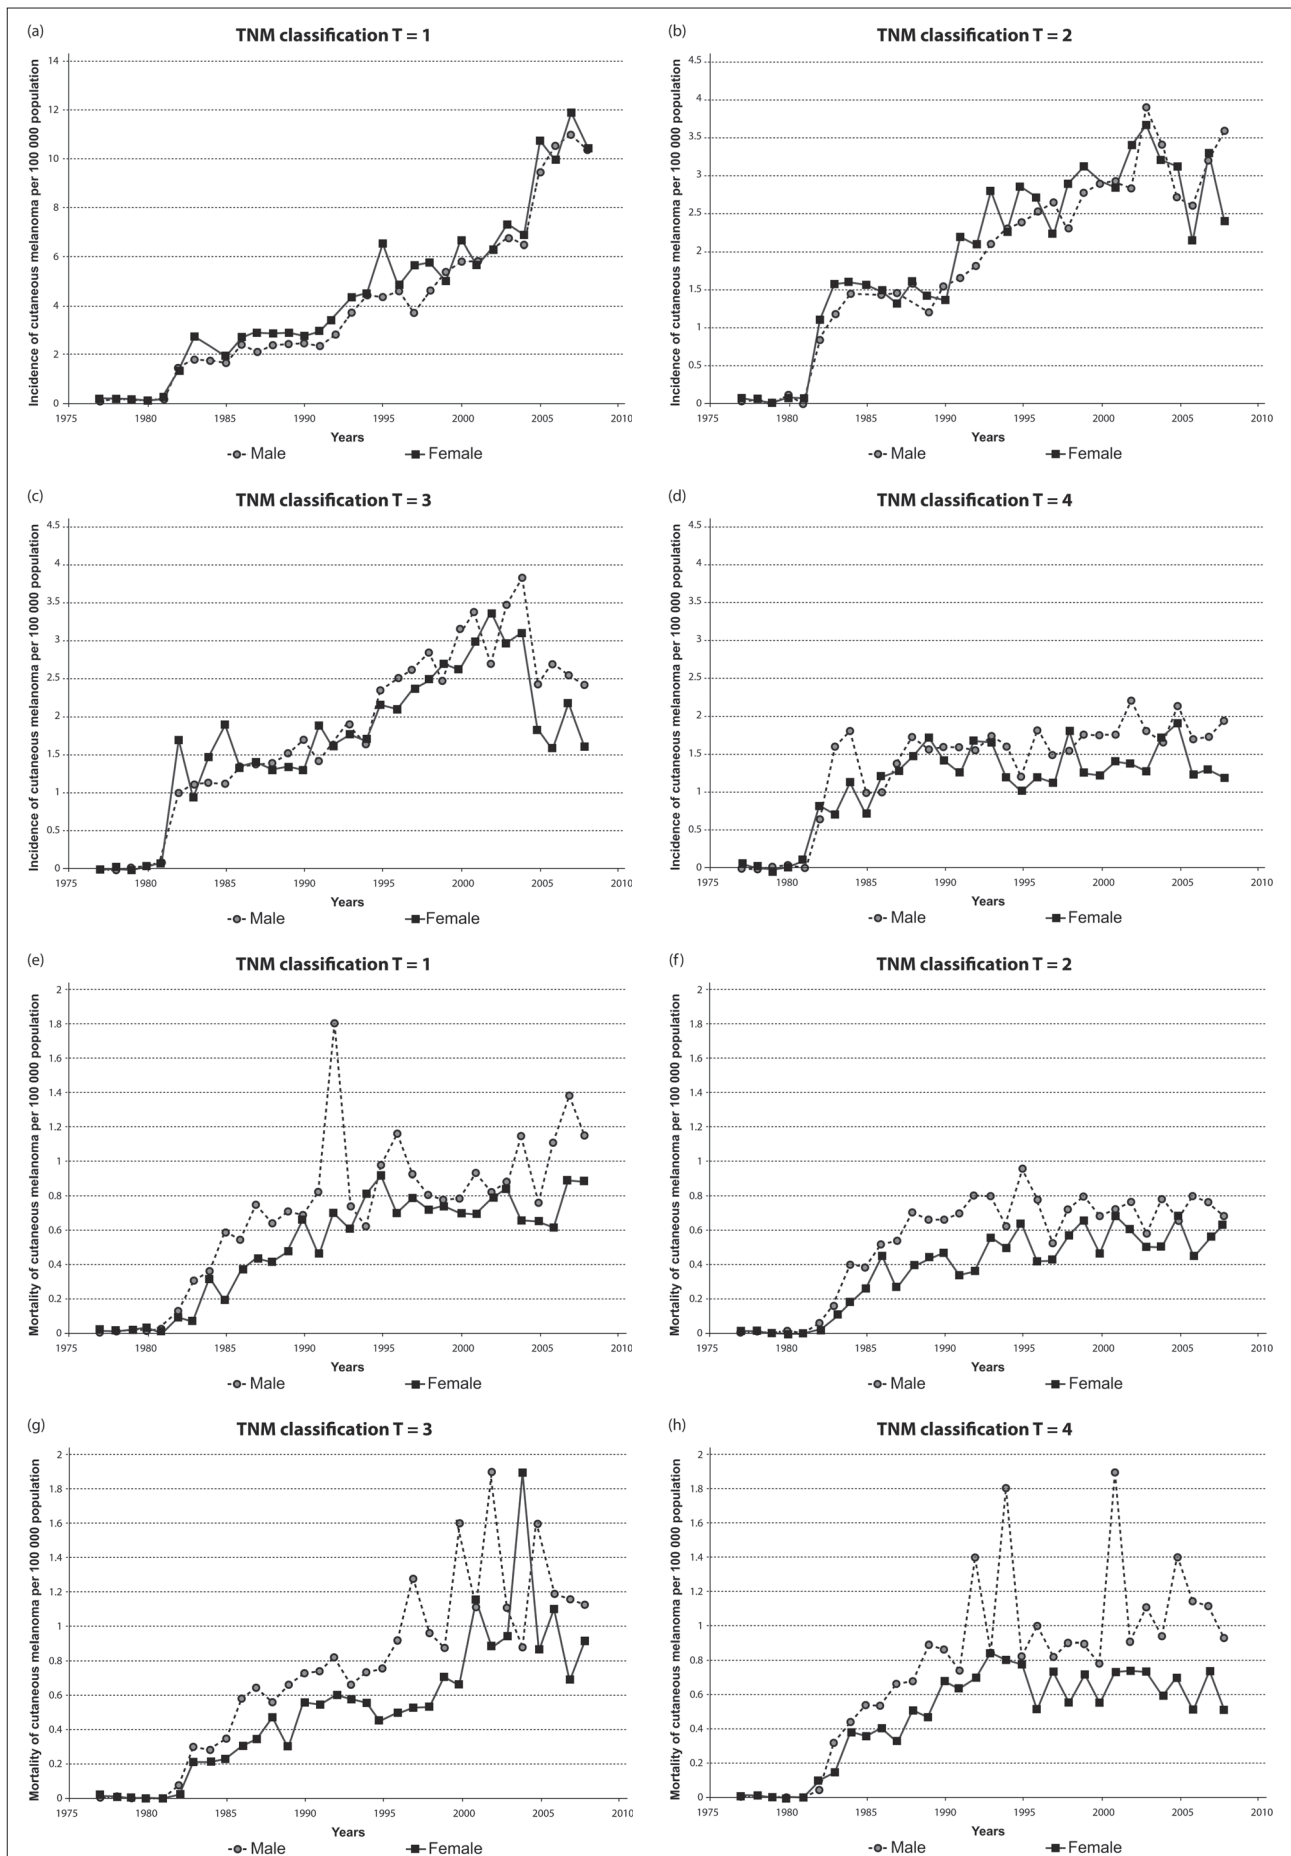 (a)
TNM classification T = 1
Incidence of cutaneous melanoma per 100 000 population
14
12
10
8
6
4
2
0
1975 1980 1985 1990 1995 2000 2005 2010
Years
Male Female
(b)
TNM classification T = 2
Incidence of cutaneous melanoma per 100 000 population
4.5
4
3.5
3
2.5
2
1.5
1
0.5
0
1975 1980 1985 1990 1995 2000 2005 2010
Years
Male Female
(c)
TNM classification T = 3
Incidence of cutaneous melanoma per 100 000 population
4.5
4
3.5
3
2.5
2
1.5
1
0.5
0
1975 1980 1985 1990 1995 2000 2005 2010
Years
Male Female
(d)
TNM classification T = 4
Incidence of cutaneous melanoma per 100 000 population
4.5
4
3.5
3
2.5
2
1.5
1
0.5
0
1975 1980 1985 1990 1995 2000 2005 2010
Years
Male Female
(e)
TNM classification T = 1
Mortality of cutaneous melanoma per 100 000 population
2
1.8
1.6
1.4
1.2
1
0.8
0.6
0.4
0.2
0
1975 1980 1985 1990 1995 2000 2005 2010
Years
Male Female
(f)
TNM classification T = 2
Mortality of cutaneous melanoma per 100 000 population
2
1.8
1.6
1.4
1.2
1
0.8
0.6
0.4
0.2
0
1975 1980 1985 1990 1995 2000 2005 2010
Years
Male Female
(g)
TNM classification T = 3
Mortality of cutaneous melanoma per 100 000 population
2
1.8
1.6
1.4
1.2
1
0.8
0.6
0.4
0.2
0
1975 1980 1985 1990 1995 2000 2005 2010
Years
Male Female
(h)
TNM classification T = 4
Mortality of cutaneous melanoma per 100 000 population
2
1.8
1.6
1.4
1.2
1
0.8
0.6
0.4
0.2
0
1975 1980 1985 1990 1995 2000 2005 2010
Years
Male Female